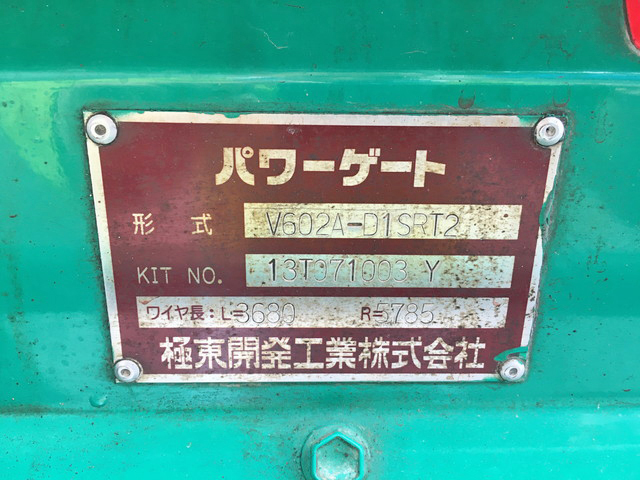 パワーゲート
形式 V602A-D1SRT2
KIT NO. 13T071003 Y
ワイヤ長：L=3680 R=5785
極東開発工業株式会社